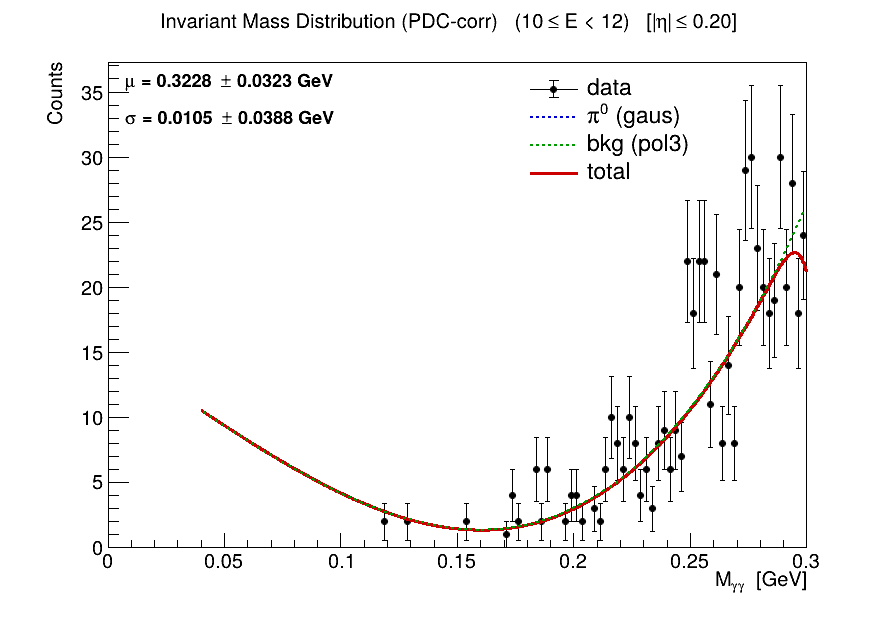 Invariant Mass Distribution (PDC-corr) (10 ≤ E < 12) [|η| ≤ 0.20]
Counts
μ = 0.3228 ± 0.0323 GeV
σ = 0.0105 ± 0.0388 GeV
data
π⁰ (gaus)
bkg (pol3)
total
35
30
25
20
15
10
5
0
0 0.05 0.1 0.15 0.2 0.25 0.3
Mγγ [GeV]